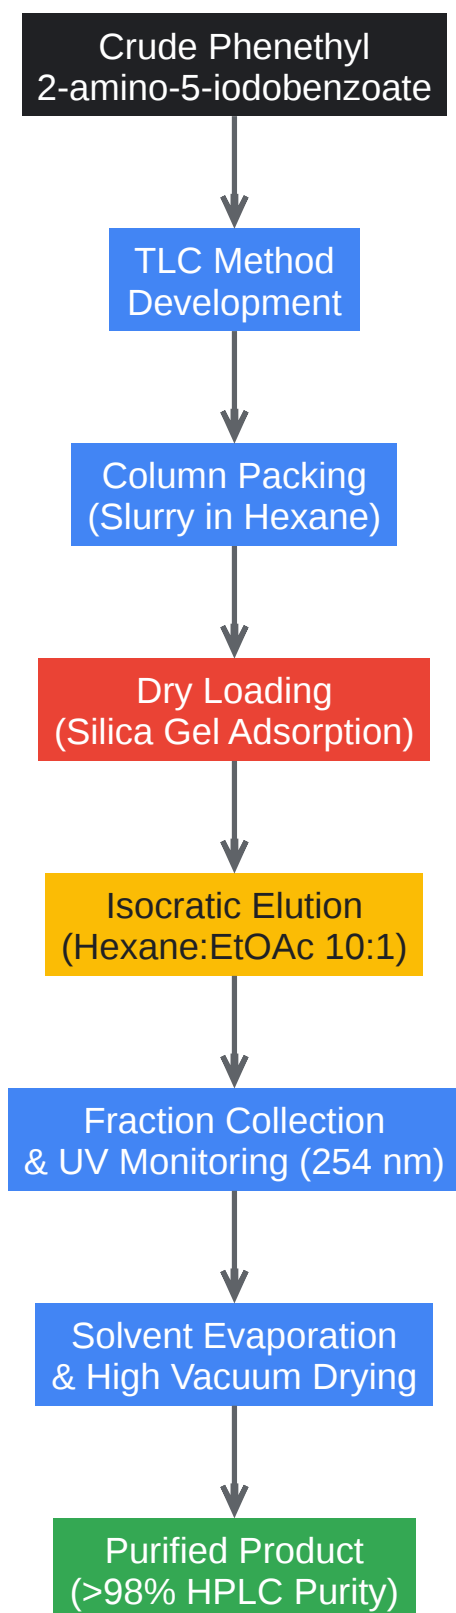 Crude Phenethyl
2-amino-5-iodobenzoate
TLC Method
Development
Column Packing
(Slurry in Hexane)
Dry Loading
(Silica Gel Adsorption)
Isocratic Elution
(Hexane:EtOAc 10:1)
Fraction Collection
& UV Monitoring (254 nm)
Solvent Evaporation
& High Vacuum Drying
Purified Product
(>98% HPLC Purity)